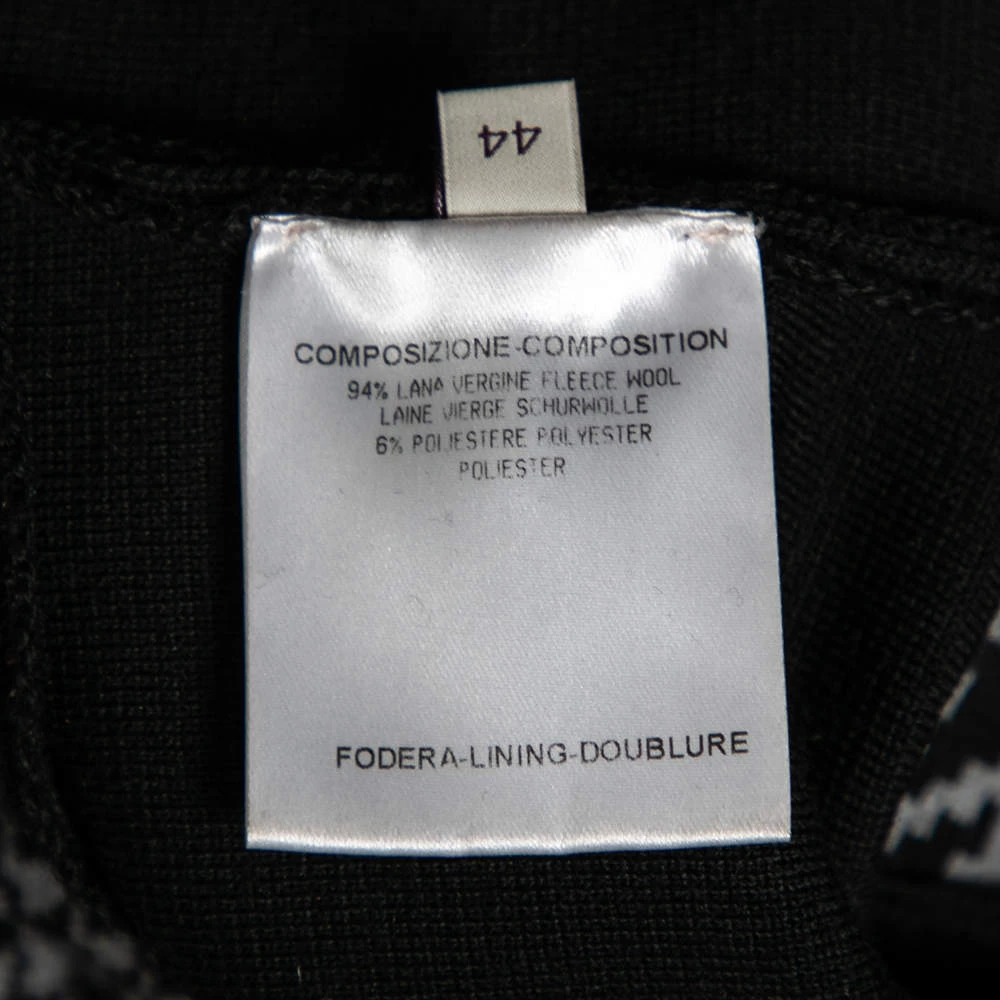 44
COMPOSIZIONE-COMPOSITION
94% LANA VERGINE FLEECE WOOL
LAINE VIERGE SCHURWOLLE
6% POLIESTERE POLYESTER
POLIESTER
FODERA-LINING-DOUBLURE